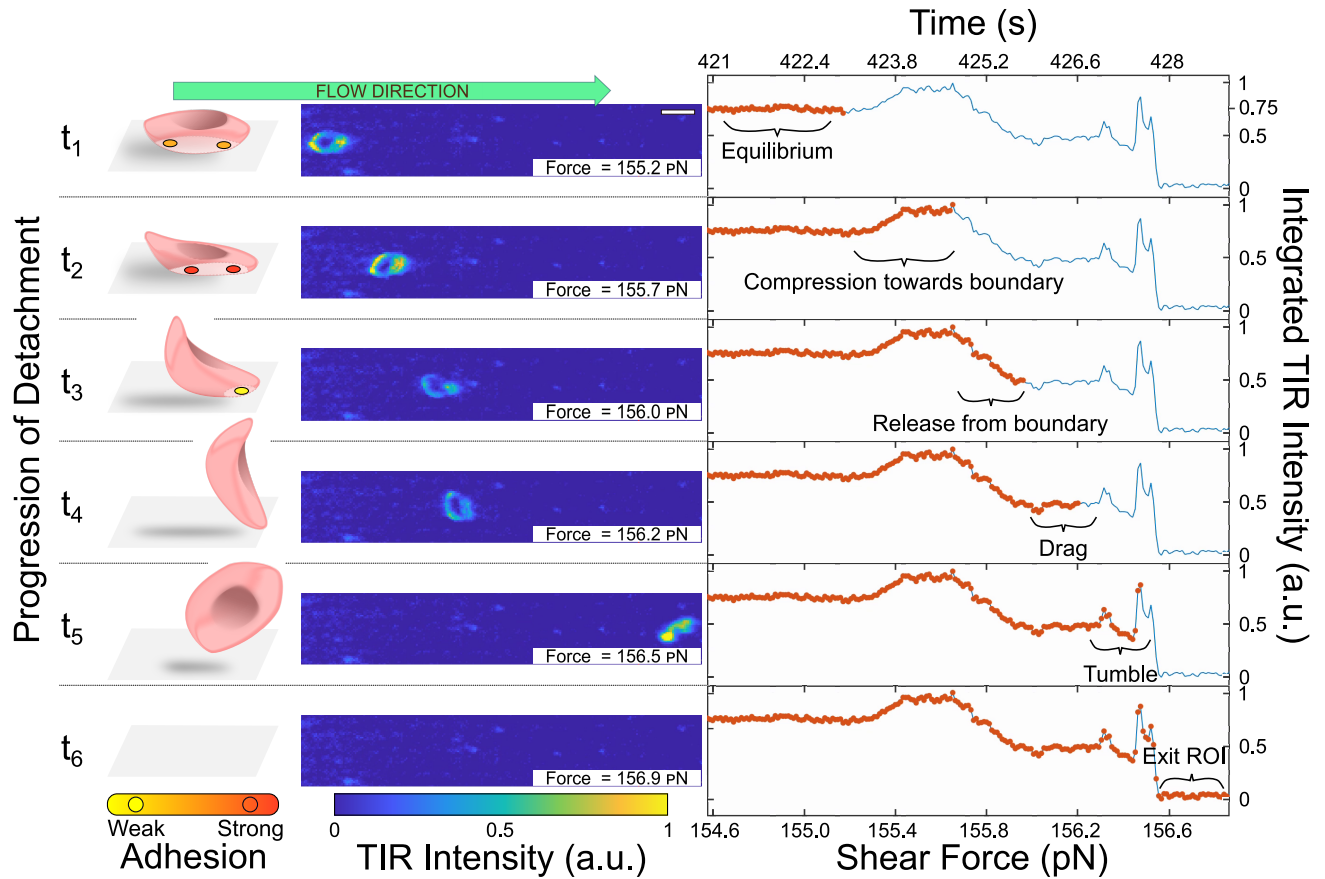 Time (s)
421 422.4 423.8 425.2 426.6 428
FLOW DIRECTION
Progression of Detachment
Integrated TIR Intensity (a.u.)
t1
Force = 155.2 PN
Equilibrium
1
0.75
0.5
0
t2
Force = 155.7 PN
Compression towards boundary
1
0.5
0
t3
Force = 156.0 PN
Release from boundary
1
0.5
0
t4
Force = 156.2 PN
Drag
1
0.5
0
t5
Force = 156.5 PN
Tumble
1
0.5
0
t6
Force = 156.9 PN
Exit ROI
1
0.5
0
Weak Strong
Adhesion
0 0.5 1
TIR Intensity (a.u.)
154.6 155.0 155.4 155.8 156.2 156.6
Shear Force (pN)